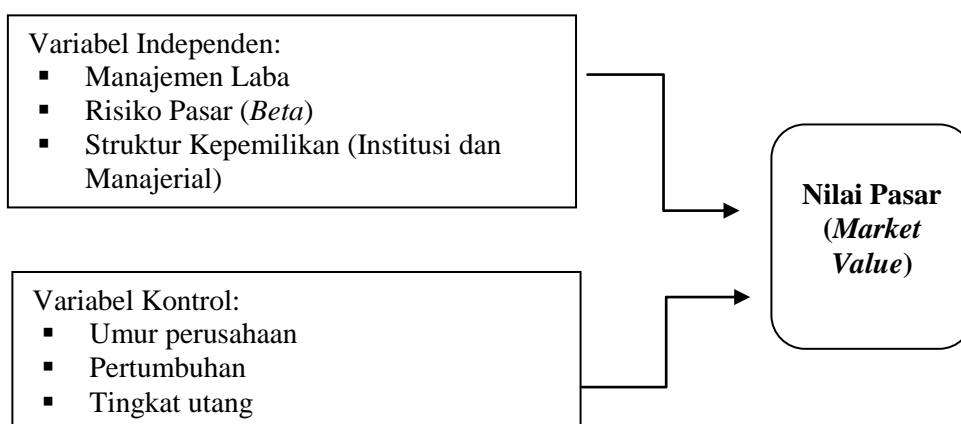 Variabel Independen:
▪ Manajemen Laba
▪ Risiko Pasar (Beta)
▪ Struktur Kepemilikan (Institusi dan
Manajerial)
Nilai Pasar
(Market
Value)
Variabel Kontrol:
▪ Umur perusahaan
▪ Pertumbuhan
▪ Tingkat utang